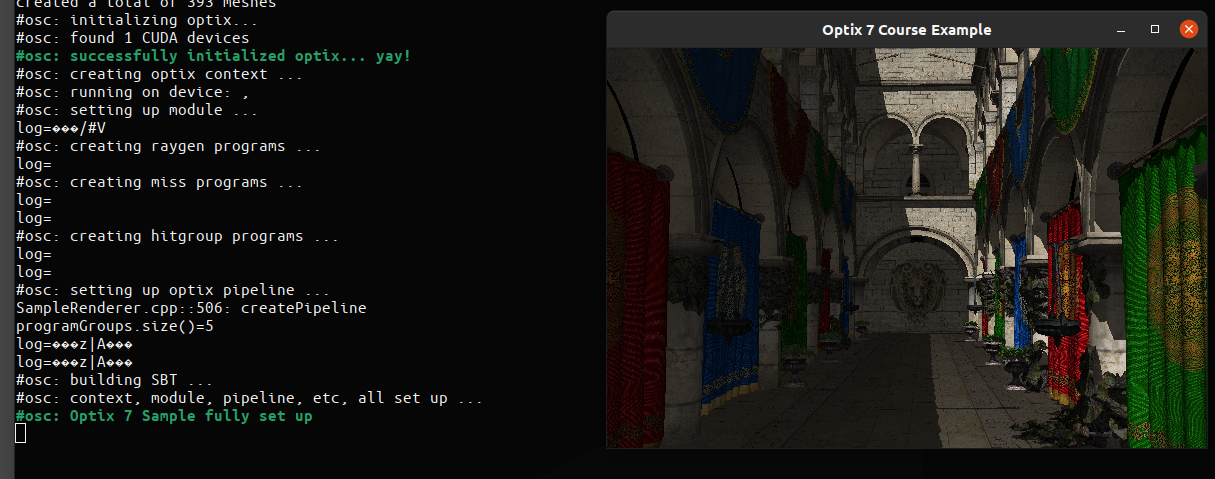 created a total of 393 meshes
#osc: initializing optix...
#osc: found 1 CUDA devices
#osc: successfully initialized optix... yay!
#osc: creating optix context ...
#osc: running on device: ,
#osc: setting up module ...
log=���/#V
#osc: creating raygen programs ...
log=
#osc: creating miss programs ...
log=
log=
#osc: creating hitgroup programs ...
log=
log=
#osc: setting up optix pipeline ...
SampleRenderer.cpp::506: createPipeline
programGroups.size()=5
log=���z|A���
log=���z|A���
#osc: building SBT ...
#osc: context, module, pipeline, etc, all set up ...
#osc: Optix 7 Sample fully set up
Optix 7 Course Example